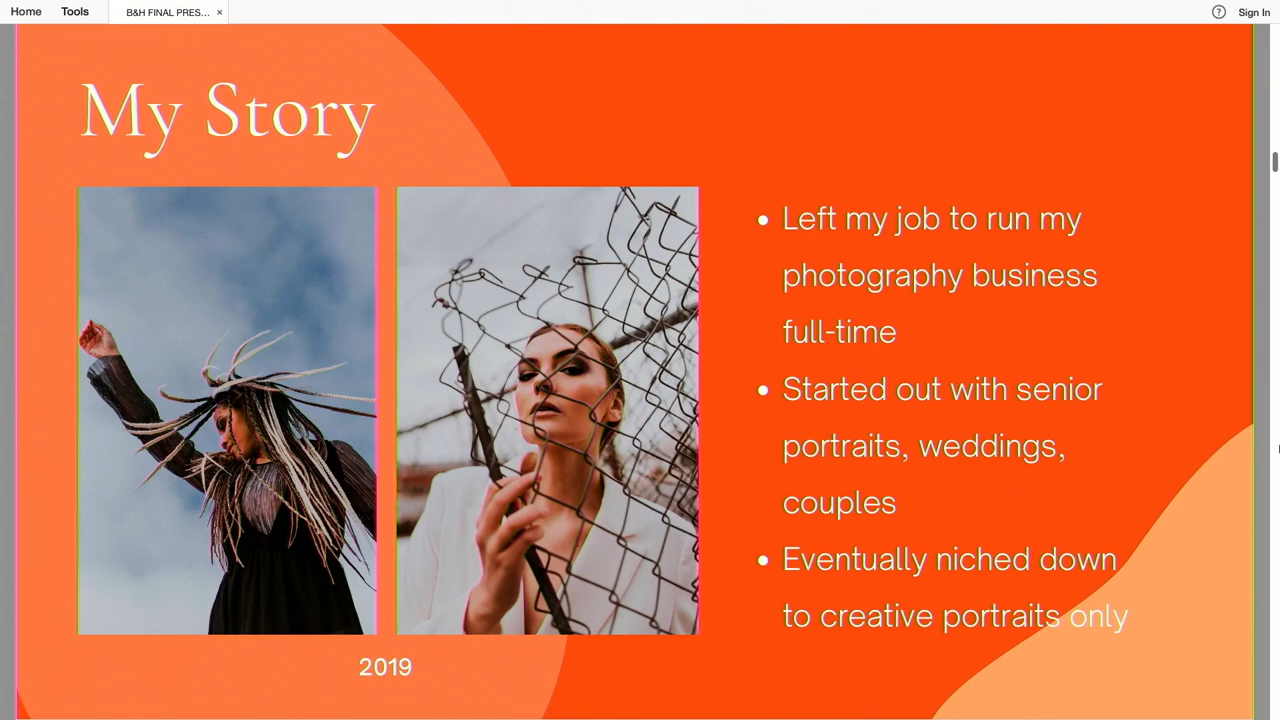 Home Tools B&H FINAL PRES... × ? Sign In
My Story
• Left my job to run my
photography business
full-time
• Started out with senior
portraits, weddings,
couples
• Eventually niched down
to creative portraits only
2019